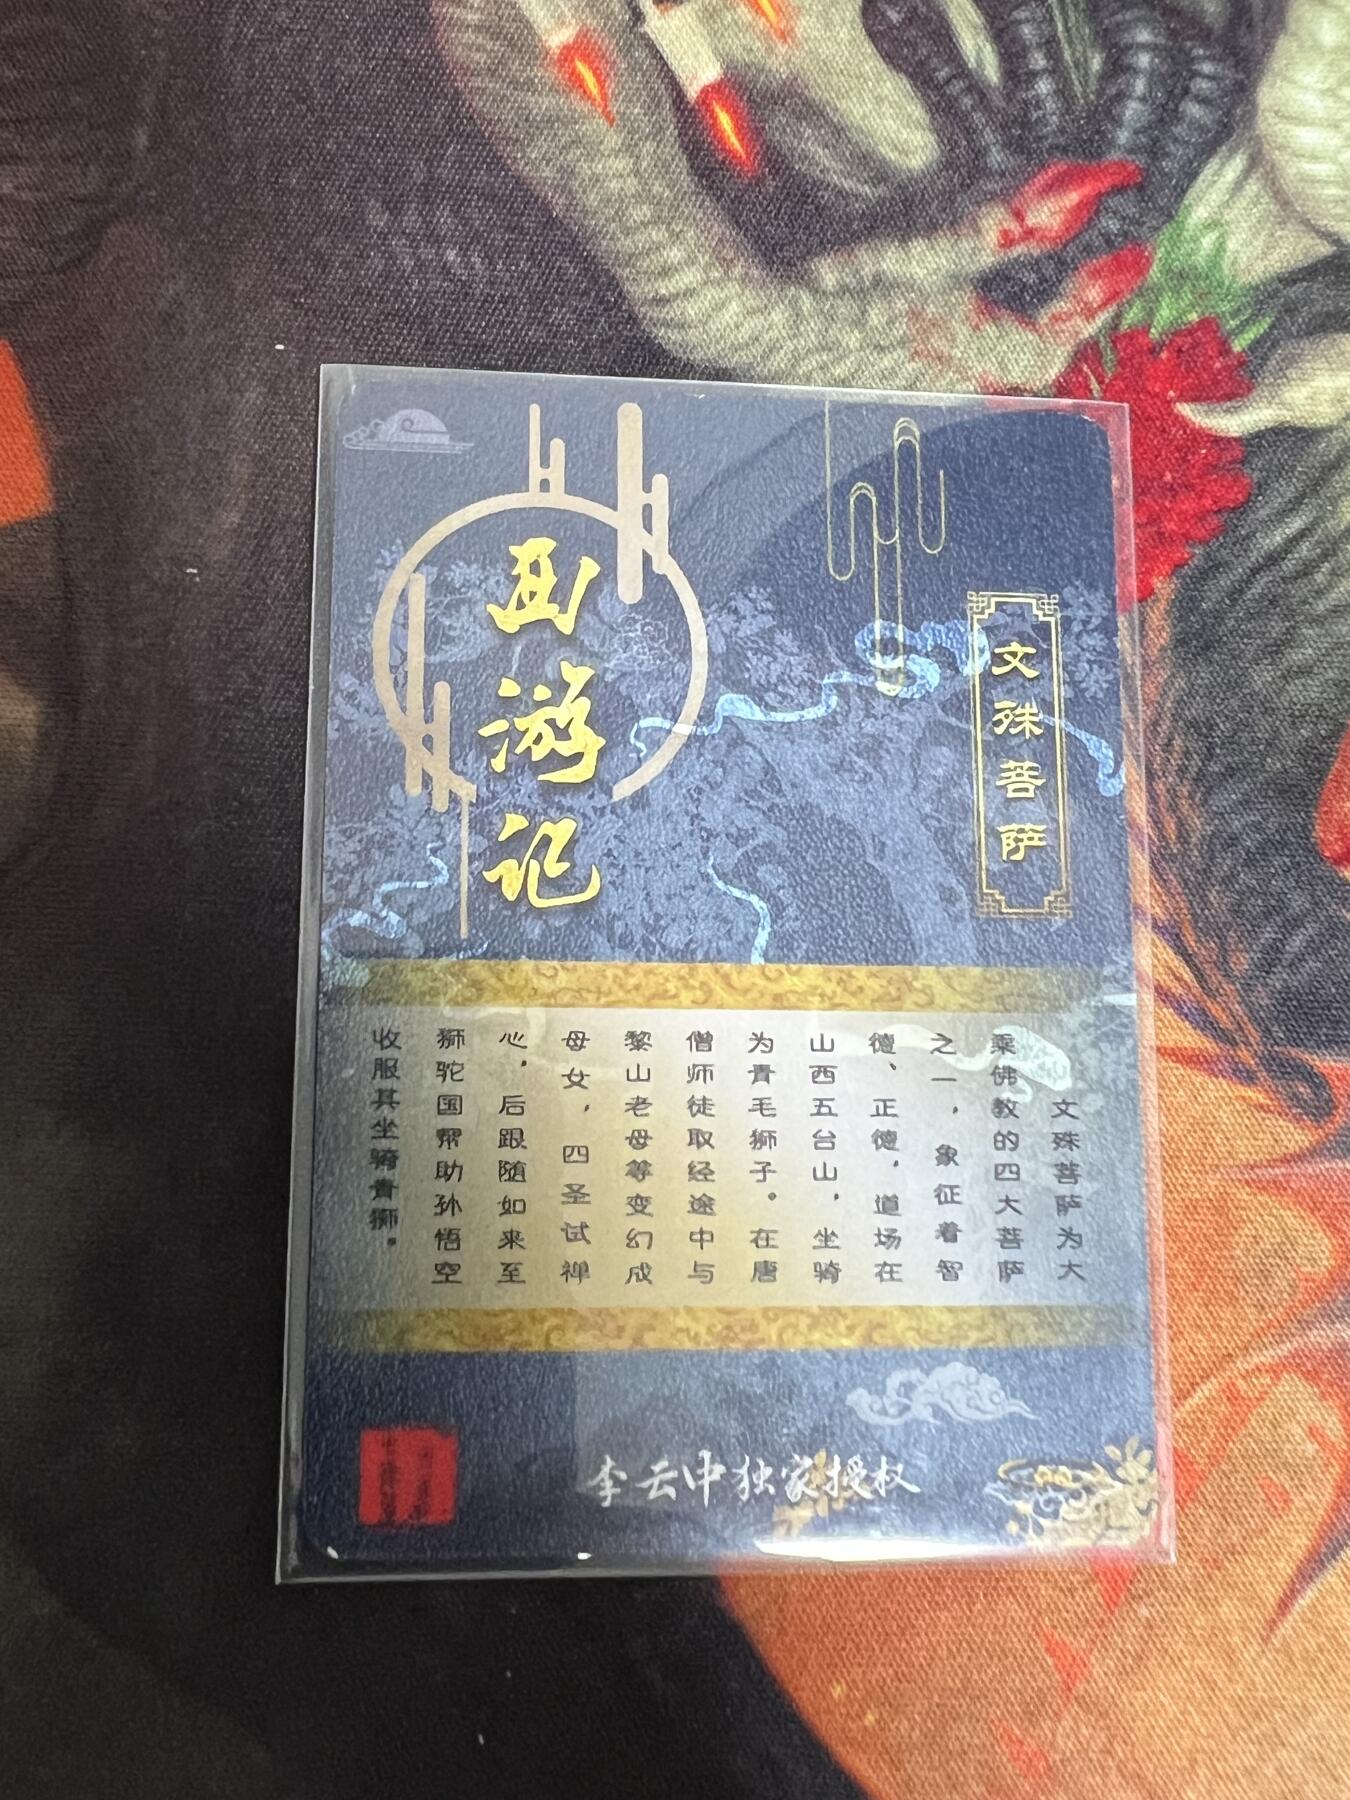 西游记
文殊菩萨
文殊菩萨为大
乘佛教的四大菩萨
之一，象征着智
德、正德，道场在
山西五台山，坐骑
为青毛狮子。在唐
僧师徒取经途中与
黎山老母等变幻成
母女，四圣试禅
心，后跟随如来至
狮驼国帮助孙悟空
收服其坐骑青狮。
李云中独家授权